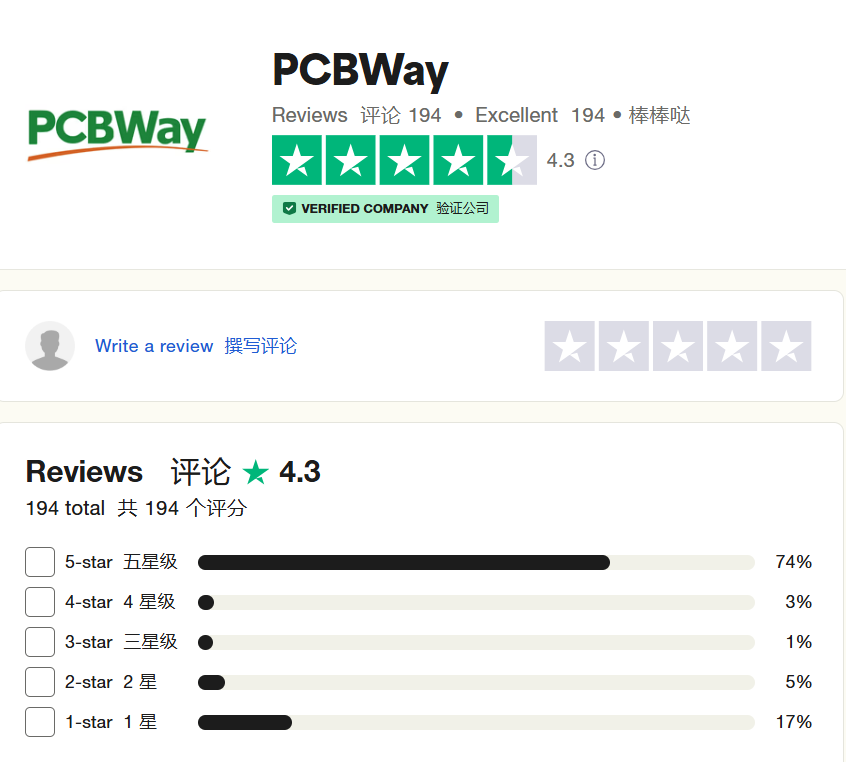 PCBWay
PCBWay
Reviews 评论 194 • Excellent 194 • 棒棒哒
4.3
VERIFIED COMPANY 验证公司
Write a review 撰写评论
Reviews 评论 4.3
194 total 共 194 个评分
5-star 五星级 74%
4-star 4 星级 3%
3-star 三星级 1%
2-star 2 星 5%
1-star 1 星 17%